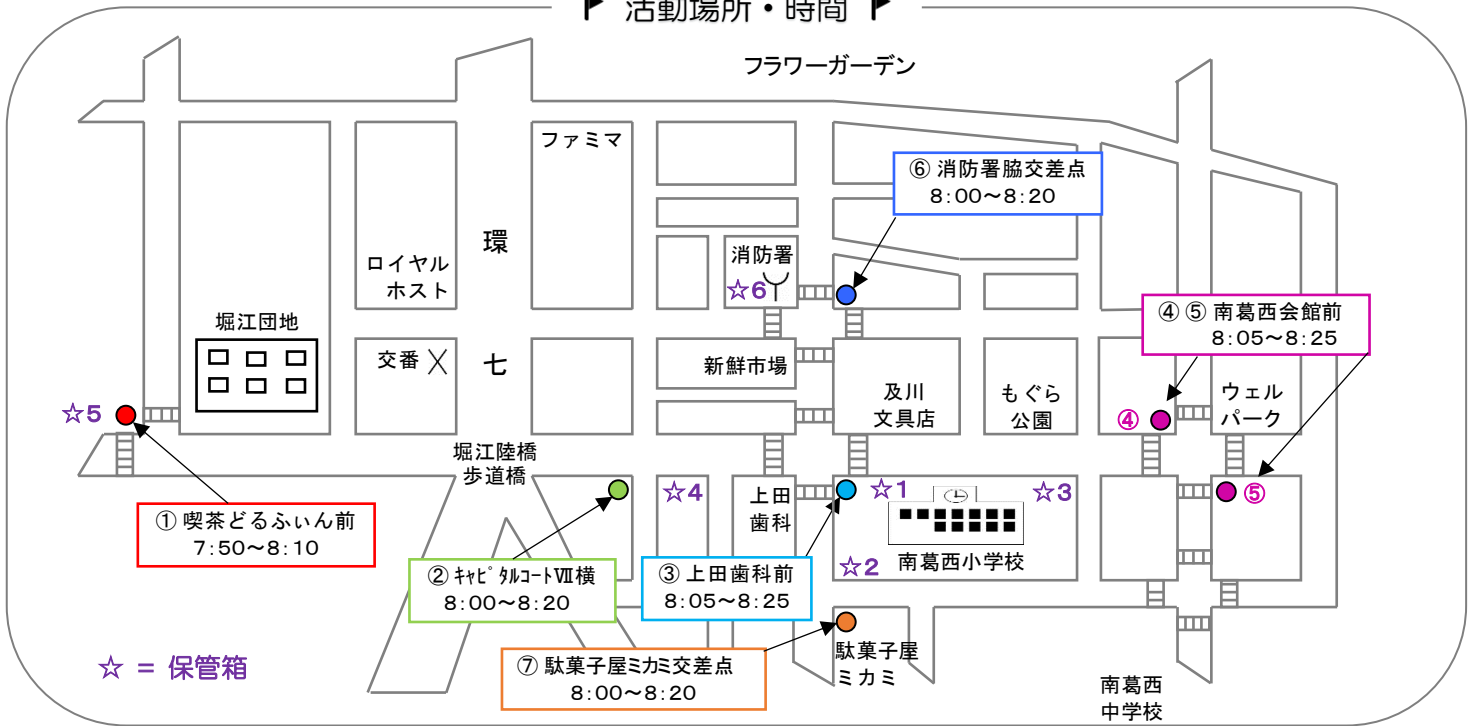 活動場所・時間
フラワーガーデン
ファミマ
⑥ 消防署脇交差点
8:00～8:20
環
七
ロイヤル
ホスト
消防署
☆6
堀江団地
④ ⑤ 南葛西会館前
8:05～8:25
交番
新鮮市場
及川
文具店
もぐら
公園
ウェル
パーク
☆5
④
堀江陸橋
歩道橋
☆4
上田
歯科
☆1
☆3
⑤
① 喫茶どるふぃん前
7:50～8:10
南葛西小学校
② ｷｬﾋﾟﾀﾙｺｰﾄⅦ横
8:00～8:20
③ 上田歯科前
8:05～8:25
☆2
☆ = 保管箱
⑦ 駄菓子屋ミカミ交差点
8:00～8:20
駄菓子屋
ミカミ
南葛西
中学校